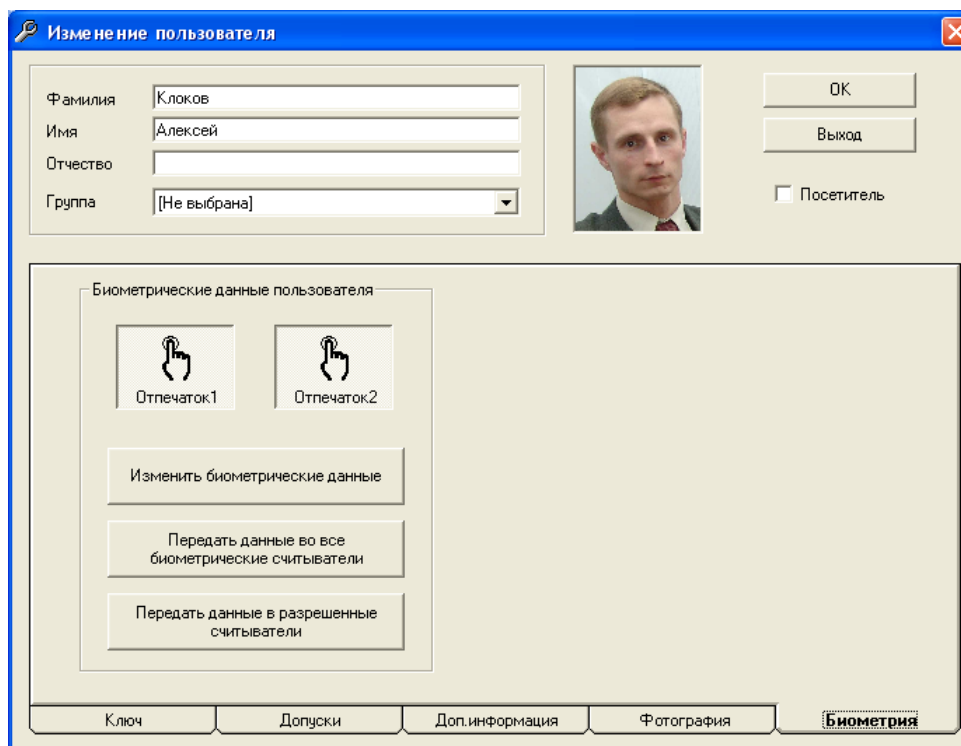 Изменение пользователя
Фамилия
Клоков
Имя
Алексей
Отчество
Группа
[Не выбрана]
OK
Выход
Посетитель
Биометрические данные пользователя
Отпечаток1
Отпечаток2
Изменить биометрические данные
Передать данные во все
биометрические считыватели
Передать данные в разрешенные
считыватели
Ключ
Допуски
Доп.информация
Фотография
Биометрия